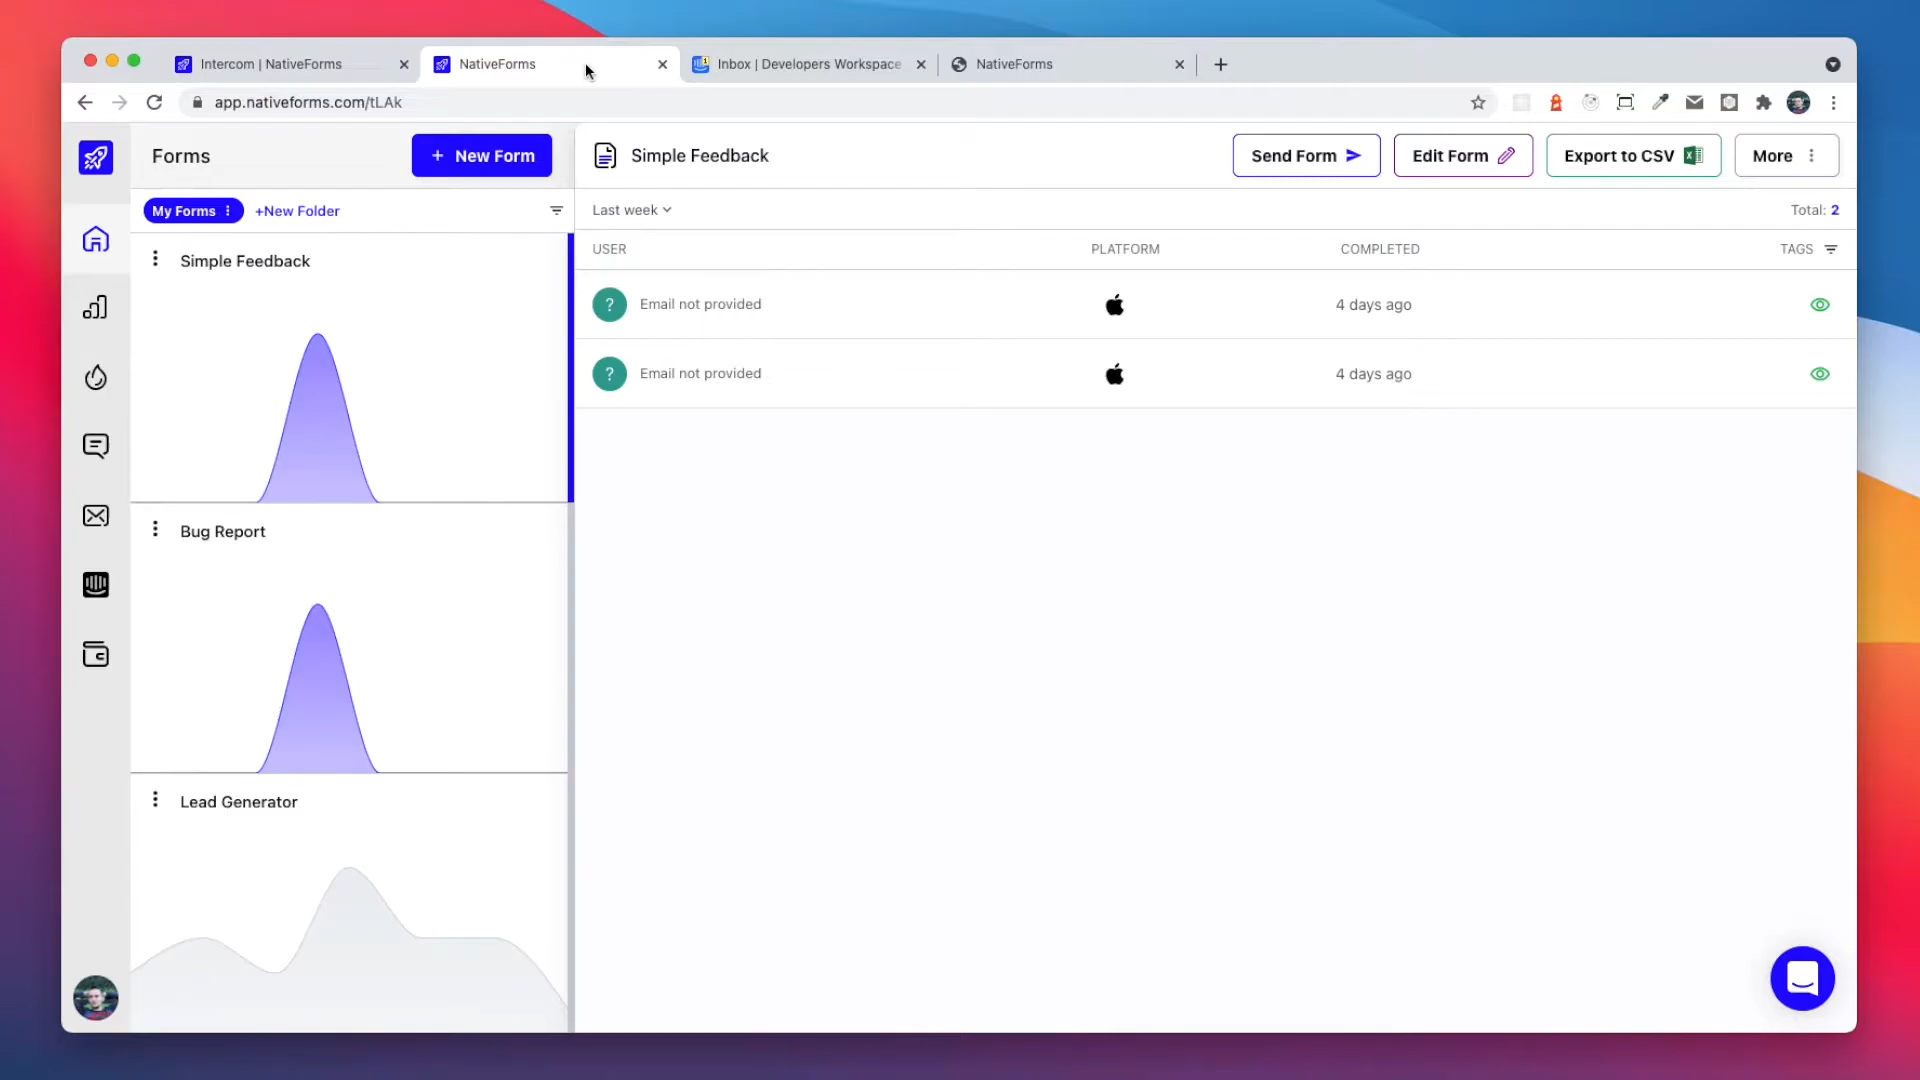 Intercom | NativeForms
NativeForms
Inbox | Developers Workspace
NativeForms
app.nativeforms.com/tLAk
Forms
+ New Form
Simple Feedback
Send Form
Edit Form
Export to CSV
More
My Forms
+New Folder
Last week
Total: 2
USER
PLATFORM
COMPLETED
TAGS
Simple Feedback
? Email not provided
4 days ago
? Email not provided
4 days ago
Bug Report
Lead Generator